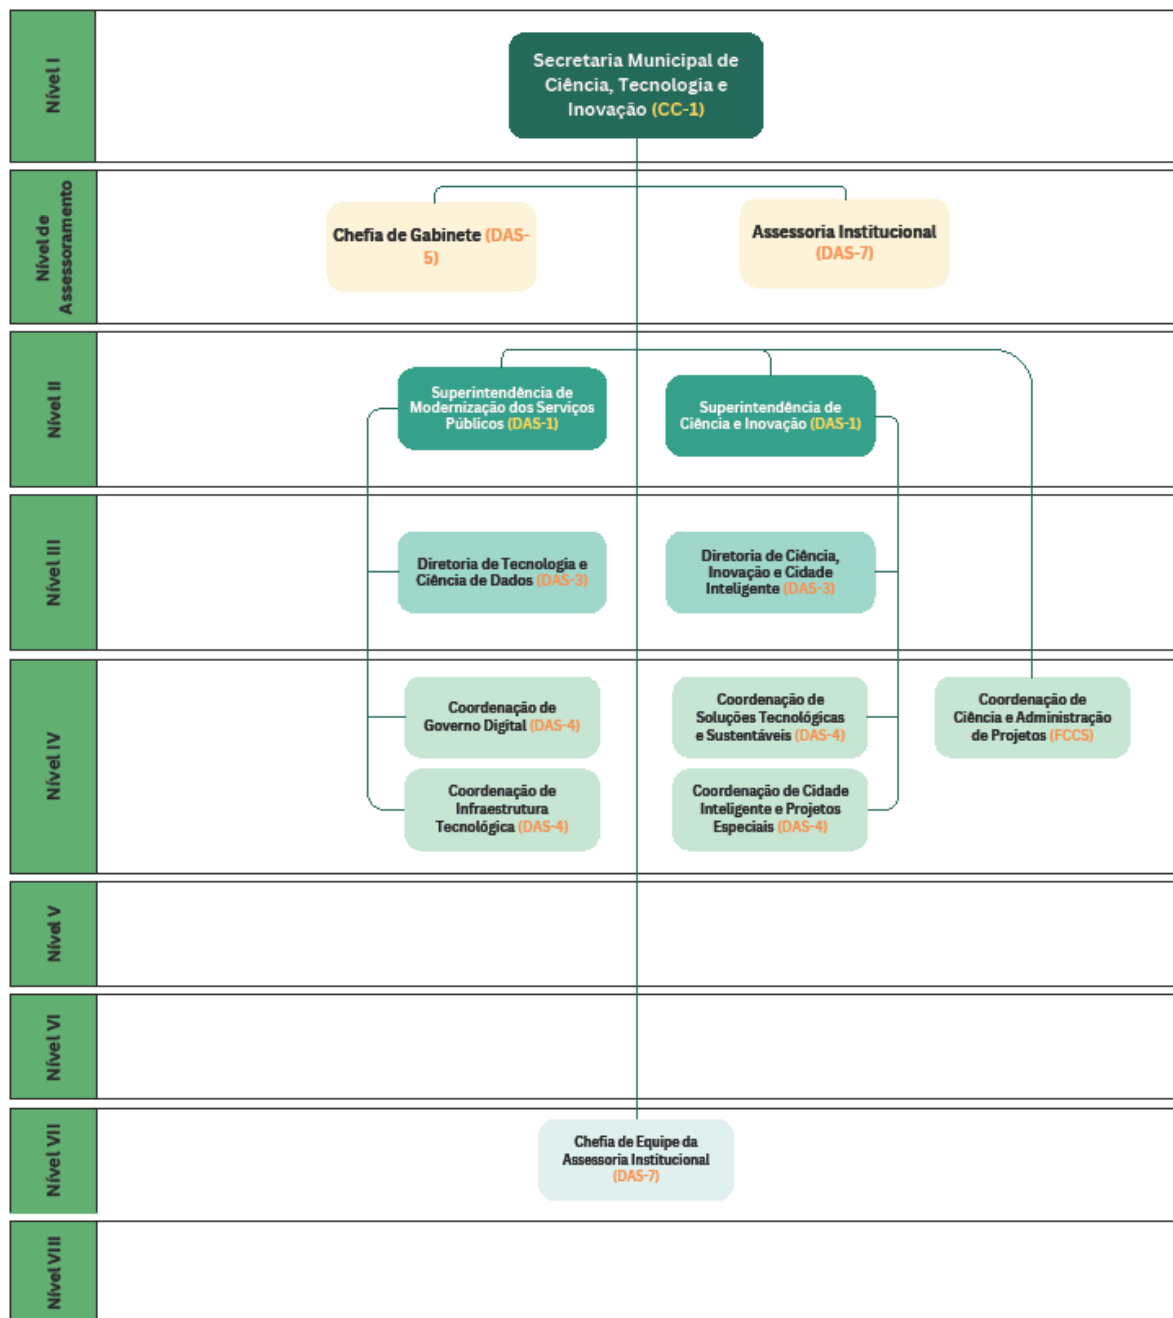 Nível I
Secretaria Municipal de
Ciência, Tecnologia e
Inovação (CC-1)
Nível de
Assessoramento
Chefia de Gabinete (DAS-
5)
Assessoria Institucional
(DAS-7)
Nível II
Superintendência de
Modernização dos Serviços
Públicos (DAS-1)
Superintendência de
Ciência e Inovação (DAS-1)
Nível III
Diretoria de Tecnologia e
Ciência de Dados (DAS-3)
Diretoria de Ciência,
Inovação e Cidade
Inteligente (DAS-3)
Nível IV
Coordenação de
Governo Digital (DAS-4)
Coordenação de
Soluções Tecnológicas
e Sustentáveis (DAS-4)
Coordenação de
Ciência e Administração
de Projetos (FCCS)
Coordenação de
Infraestrutura
Tecnológica (DAS-4)
Coordenação de Cidade
Inteligente e Projetos
Especiais (DAS-4)
Nível V
Nível VI
Nível VII
Chefia de Equipe da
Assessoria Institucional
(DAS-7)
Nível VIII